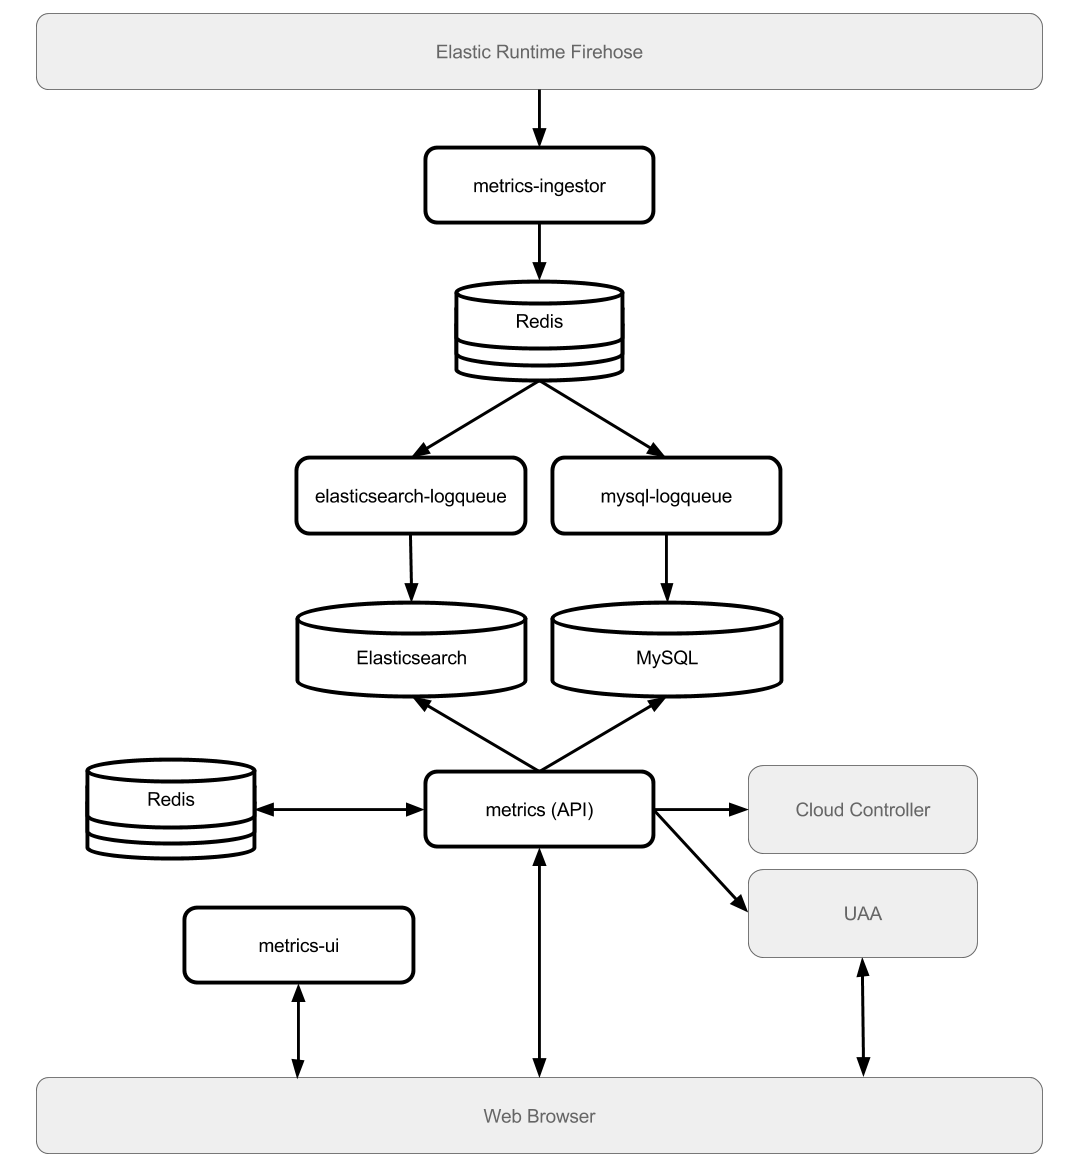 Elastic Runtime Firehose
metrics-ingestor
Redis
elasticsearch-logqueue
mysql-logqueue
Elasticsearch
MySQL
Redis
metrics (API)
Cloud Controller
UAA
metrics-ui
Web Browser